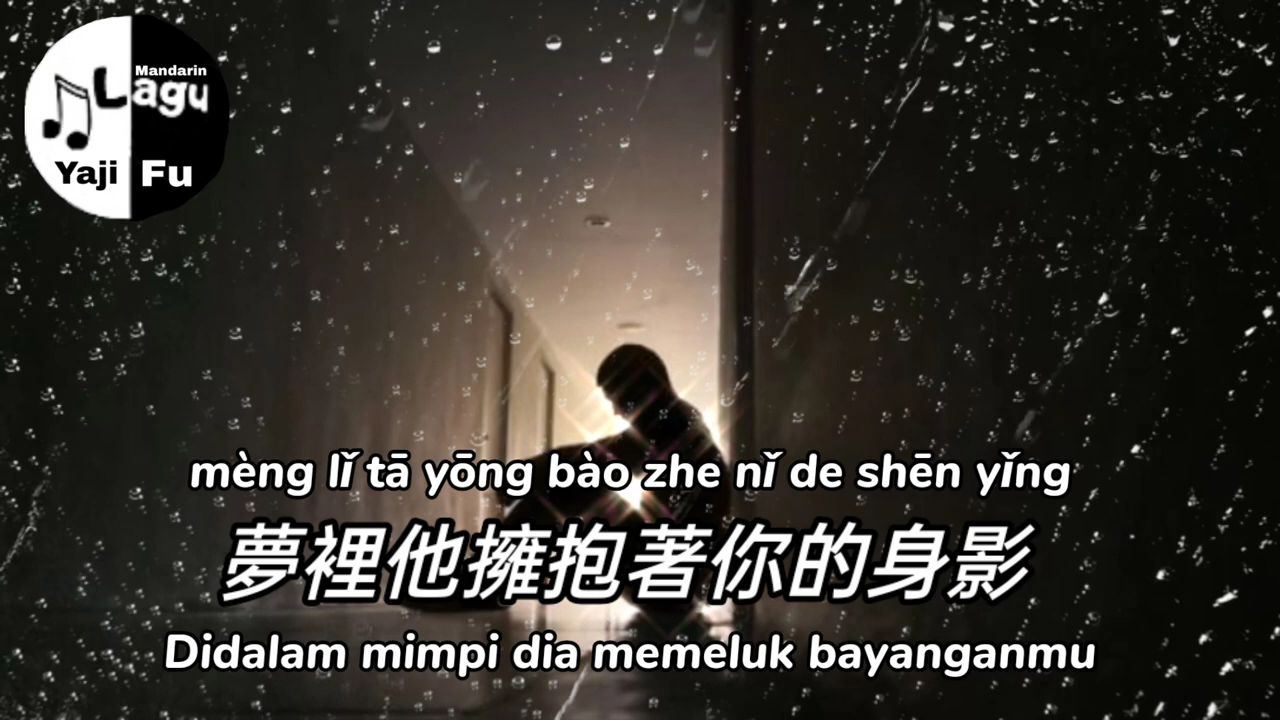 Mandarin
Lagu
Yaji Fu
mèng lǐ tā yōng bào zhe nǐ de shēn yǐng
夢裡他擁抱著你的身影
Didalam mimpi dia memeluk bayanganmu